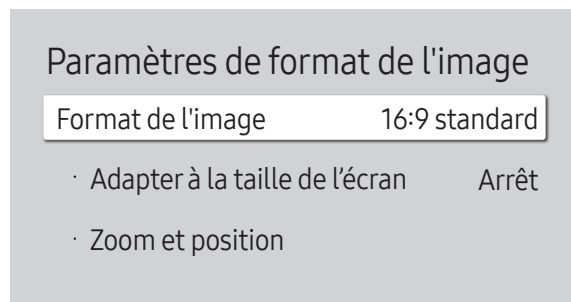 Paramètres de format de l'image
Format de l'image 16:9 standard
· Adapter à la taille de l’écran Arrêt
· Zoom et position